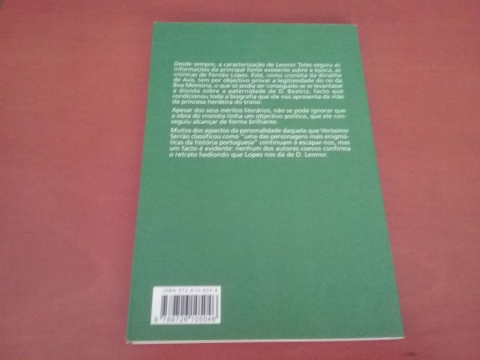 Desde sempre, a caracterização de Leonor Teles seguiu as
informações da principal fonte existente sobre a época, as
crónicas de Fernão Lopes. Este, como cronista da dinastia
de Avis, tem por objectivo provar a legitimidade do rei da
Boa Memória, o que só podia ser conseguido se se levantasse
a dúvida sobre a paternidade de D. Beatriz, facto que
condicionou toda a biografia que ele nos apresenta da mãe
da princesa herdeira do trono.
Apesar dos seus méritos literários, não se pode ignorar que
a obra do cronista tinha um objectivo político, que ele con-
seguiu alcançar de forma brilhante.
Muitos dos aspectos da personalidade daquela que Veríssimo
Serrão classificou como "uma das personagens mais enigmá-
ticas da história portuguesa" continuam a escapar-nos, mas
um facto é evidente: nenhum dos autores coevos confirma
o retrato hediondo que Lopes nos dá de D. Leonor.
ISBN 972-610-